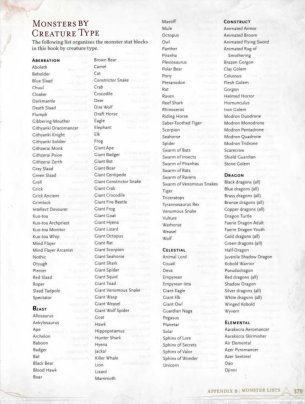 MONSTERS BY
CREATURE TYPE
The following list organizes the monster stat blocks
in this book by creature type.
ABERRATION
Aboleth
Beholder
Chuul
Cloaker
Darkmantle
Death Slaad
Flumph
Gibbering Mouther
Githyanki Dracomancer
Githyanki Knight
Githyanki Soldier
Githzerai Monk
Githzerai Psion
Githzerai Zerth
Gray Slaad
Green Slaad
Grell
Grick
Grick Ancient
Grimlock
Intellect Devourer
Kuo-toa
Kuo-toa Archpriest
Kuo-toa Monitor
Kuo-toa Whip
Mind Flayer
Mind Flayer Arcanist
Nothic
Otyugh
Piercer
Red Slaad
Roper
Slaad Tadpole
Spectator
BEAST
Allosaurus
Ankylosaurus
Ape
Archelon
Baboon
Badger
Bat
Black Bear
Blood Hawk
Boar
Brown Bear
Camel
Cat
Constrictor Snake
Crab
Crocodile
Deer
Dire Wolf
Draft Horse
Eagle
Elephant
Elk
Frog
Giant Ape
Giant Badger
Giant Bat
Giant Boar
Giant Centipede
Giant Constrictor Snake
Giant Crab
Giant Crocodile
Giant Fire Beetle
Giant Frog
Giant Goat
Giant Hyena
Giant Lizard
Giant Octopus
Giant Rat
Giant Scorpion
Giant Seahorse
Giant Shark
Giant Spider
Giant Squid
Giant Toad
Giant Venomous Snake
Giant Wasp
Giant Weasel
Giant Wolf Spider
Goat
Hawk
Hippopotamus
Hunter Shark
Hyena
Jackal
Killer Whale
Lion
Lizard
Mammoth
Mastiff
Mule
Octopus
Owl
Panther
Piranha
Plesiosaurus
Polar Bear
Pony
Pteranodon
Rat
Raven
Reef Shark
Rhinoceros
Riding Horse
Saber-Toothed Tiger
Scorpion
Seahorse
Spider
Swarm of Bats
Swarm of Insects
Swarm of Piranhas
Swarm of Rats
Swarm of Ravens
Swarm of Venomous Snakes
Tiger
Triceratops
Tyrannosaurus Rex
Venomous Snake
Vulture
Warhorse
Weasel
Wolf
CELESTIAL
Animal Lord
Couatl
Deva
Empyrean
Empyrean Iota
Giant Eagle
Giant Elk
Giant Owl
Guardian Naga
Pegasus
Planetar
Solar
Sphinx of Lore
Sphinx of Secrets
Sphinx of Valor
Sphinx of Wonder
Unicorn
CONSTRUCT
Animated Armor
Animated Broom
Animated Flying Sword
Animated Rug of
Smothering
Brazen Gorgon
Clay Golem
Colossus
Flesh Golem
Gorgon
Helmed Horror
Homunculus
Iron Golem
Modron Duodrone
Modron Monodrone
Modron Pentadrone
Modron Quadrone
Modron Tridrone
Scarecrow
Shield Guardian
Stone Golem
DRAGON
Black dragons (all)
Blue dragons (all)
Brass dragons (all)
Bronze dragons (all)
Copper dragons (all)
Dragon Turtle
Faerie Dragon Adult
Faerie Dragon Youth
Gold dragons (all)
Green dragons (all)
Half-Dragon
Juvenile Shadow Dragon
Kobold Warrior
Pseudodragon
Red dragons (all)
Shadow Dragon
Silver dragons (all)
White dragons (all)
Winged Kobold
Wyvern
ELEMENTAL
Aarakocra Aeromancer
Aarakocra Skirmisher
Air Elemental
Azer Pyromancer
Azer Sentinel
Dao
Djinni
APPENDIX B | MONSTER LISTS